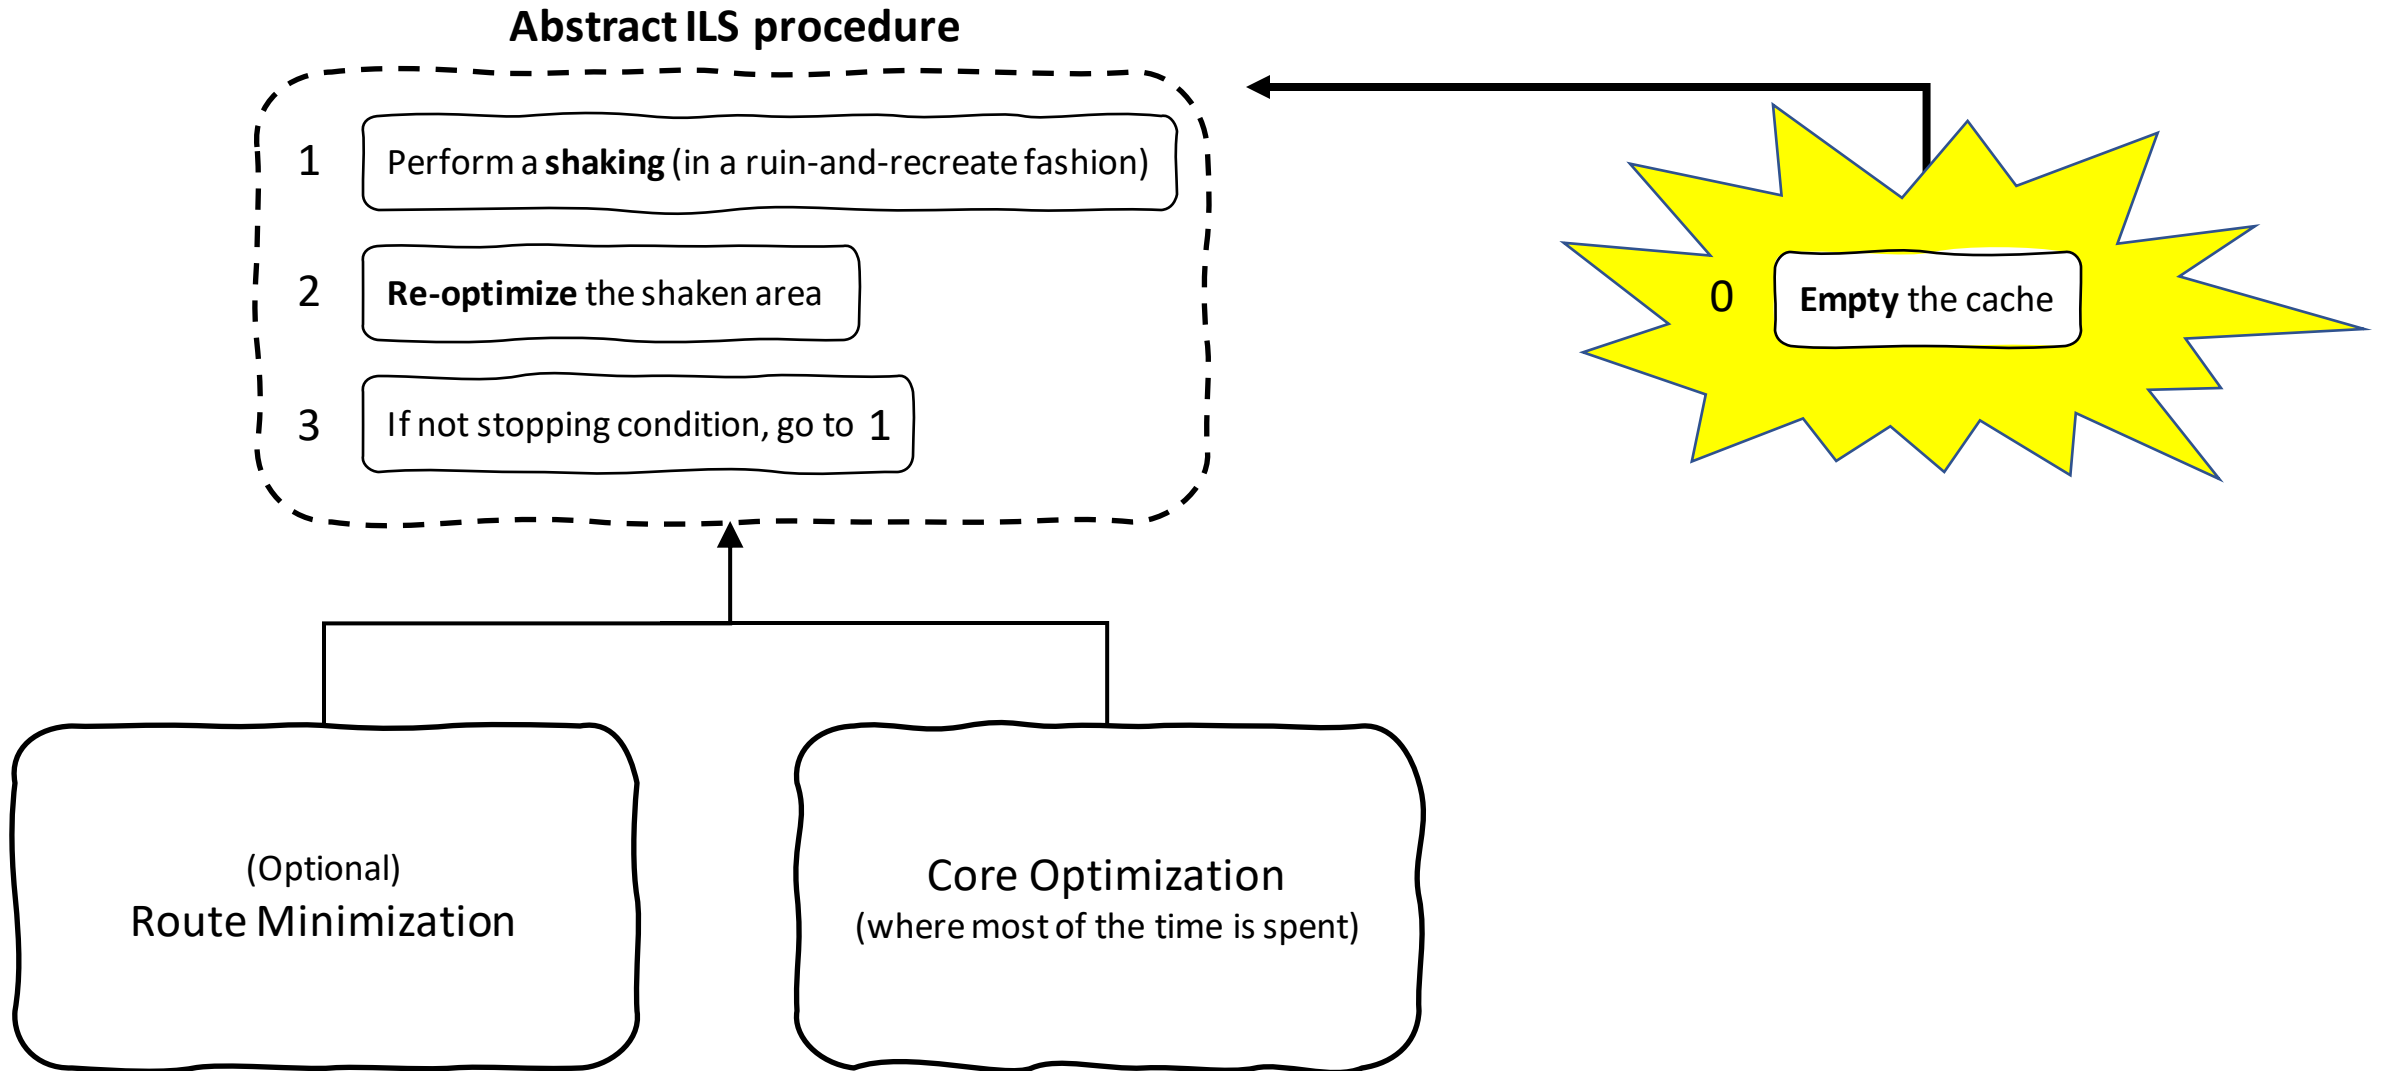 Abstract ILS procedure
1 Perform a shaking (in a ruin-and-recreate fashion)
2 Re-optimize the shaken area
3 If not stopping condition, go to 1
0 Empty the cache
(Optional)
Route Minimization
Core Optimization
(where most of the time is spent)